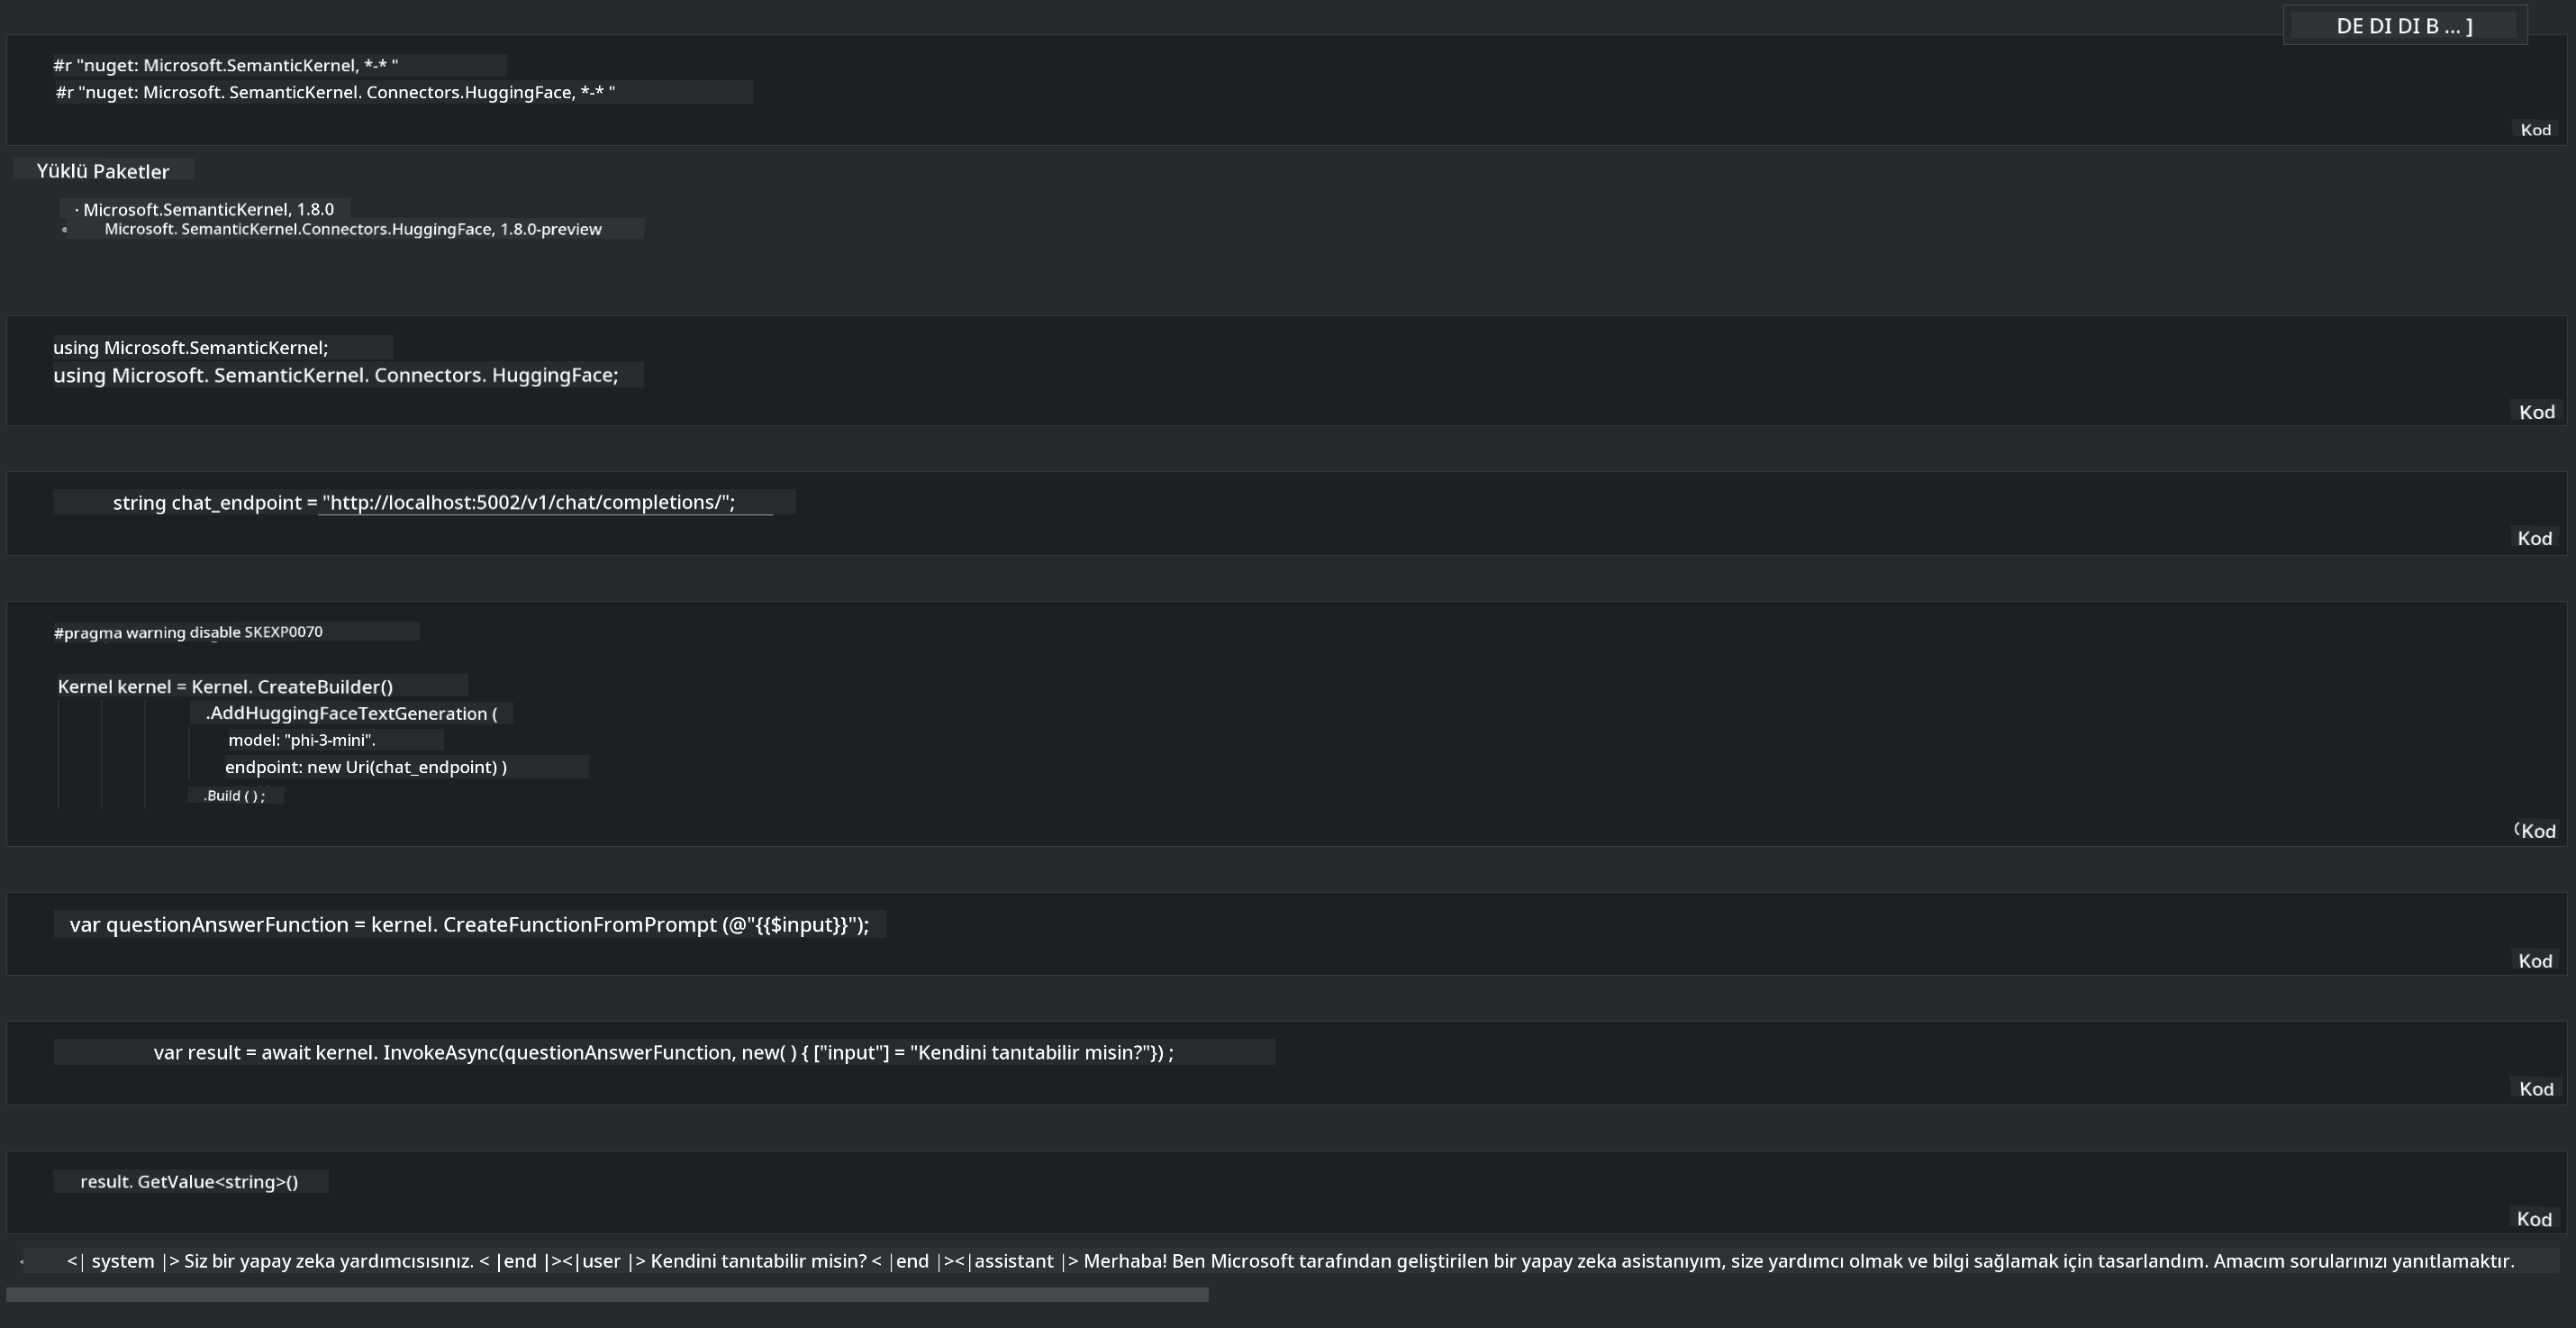 DE DI DI B ... ]
#r "nuget: Microsoft.SemanticKernel, *-* "
#r "nuget: Microsoft. SemanticKernel. Connectors.HuggingFace, *-* "
Kod
Yüklü Paketler
· Microsoft.SemanticKernel, 1.8.0
• Microsoft. SemanticKernel.Connectors.HuggingFace, 1.8.0-preview
using Microsoft.SemanticKernel;
using Microsoft. SemanticKernel. Connectors. HuggingFace;
Kod
string chat_endpoint = "http://localhost:5002/v1/chat/completions/";
Kod
#pragma warning disable SKEXP0070
Kernel kernel = Kernel. CreateBuilder()
.AddHuggingFaceTextGeneration (
model: "phi-3-mini".
endpoint: new Uri(chat_endpoint) )
.Build ( ) ;
Kod
var questionAnswerFunction = kernel. CreateFunctionFromPrompt (@"{{$input}}");
Kod
var result = await kernel. InvokeAsync(questionAnswerFunction, new( ) { ["input"] = "Kendini tanıtabilir misin?"}) ;
Kod
result. GetValue<string>()
Kod
<| system |> Siz bir yapay zeka yardımcısısınız. < |end |><|user |> Kendini tanıtabilir misin? < |end |><|assistant |> Merhaba! Ben Microsoft tarafından geliştirilen bir yapay zeka asistanıyım, size yardımcı olmak ve bilgi sağlamak için tasarlandım. Amacım sorularınızı yanıtlamaktır.